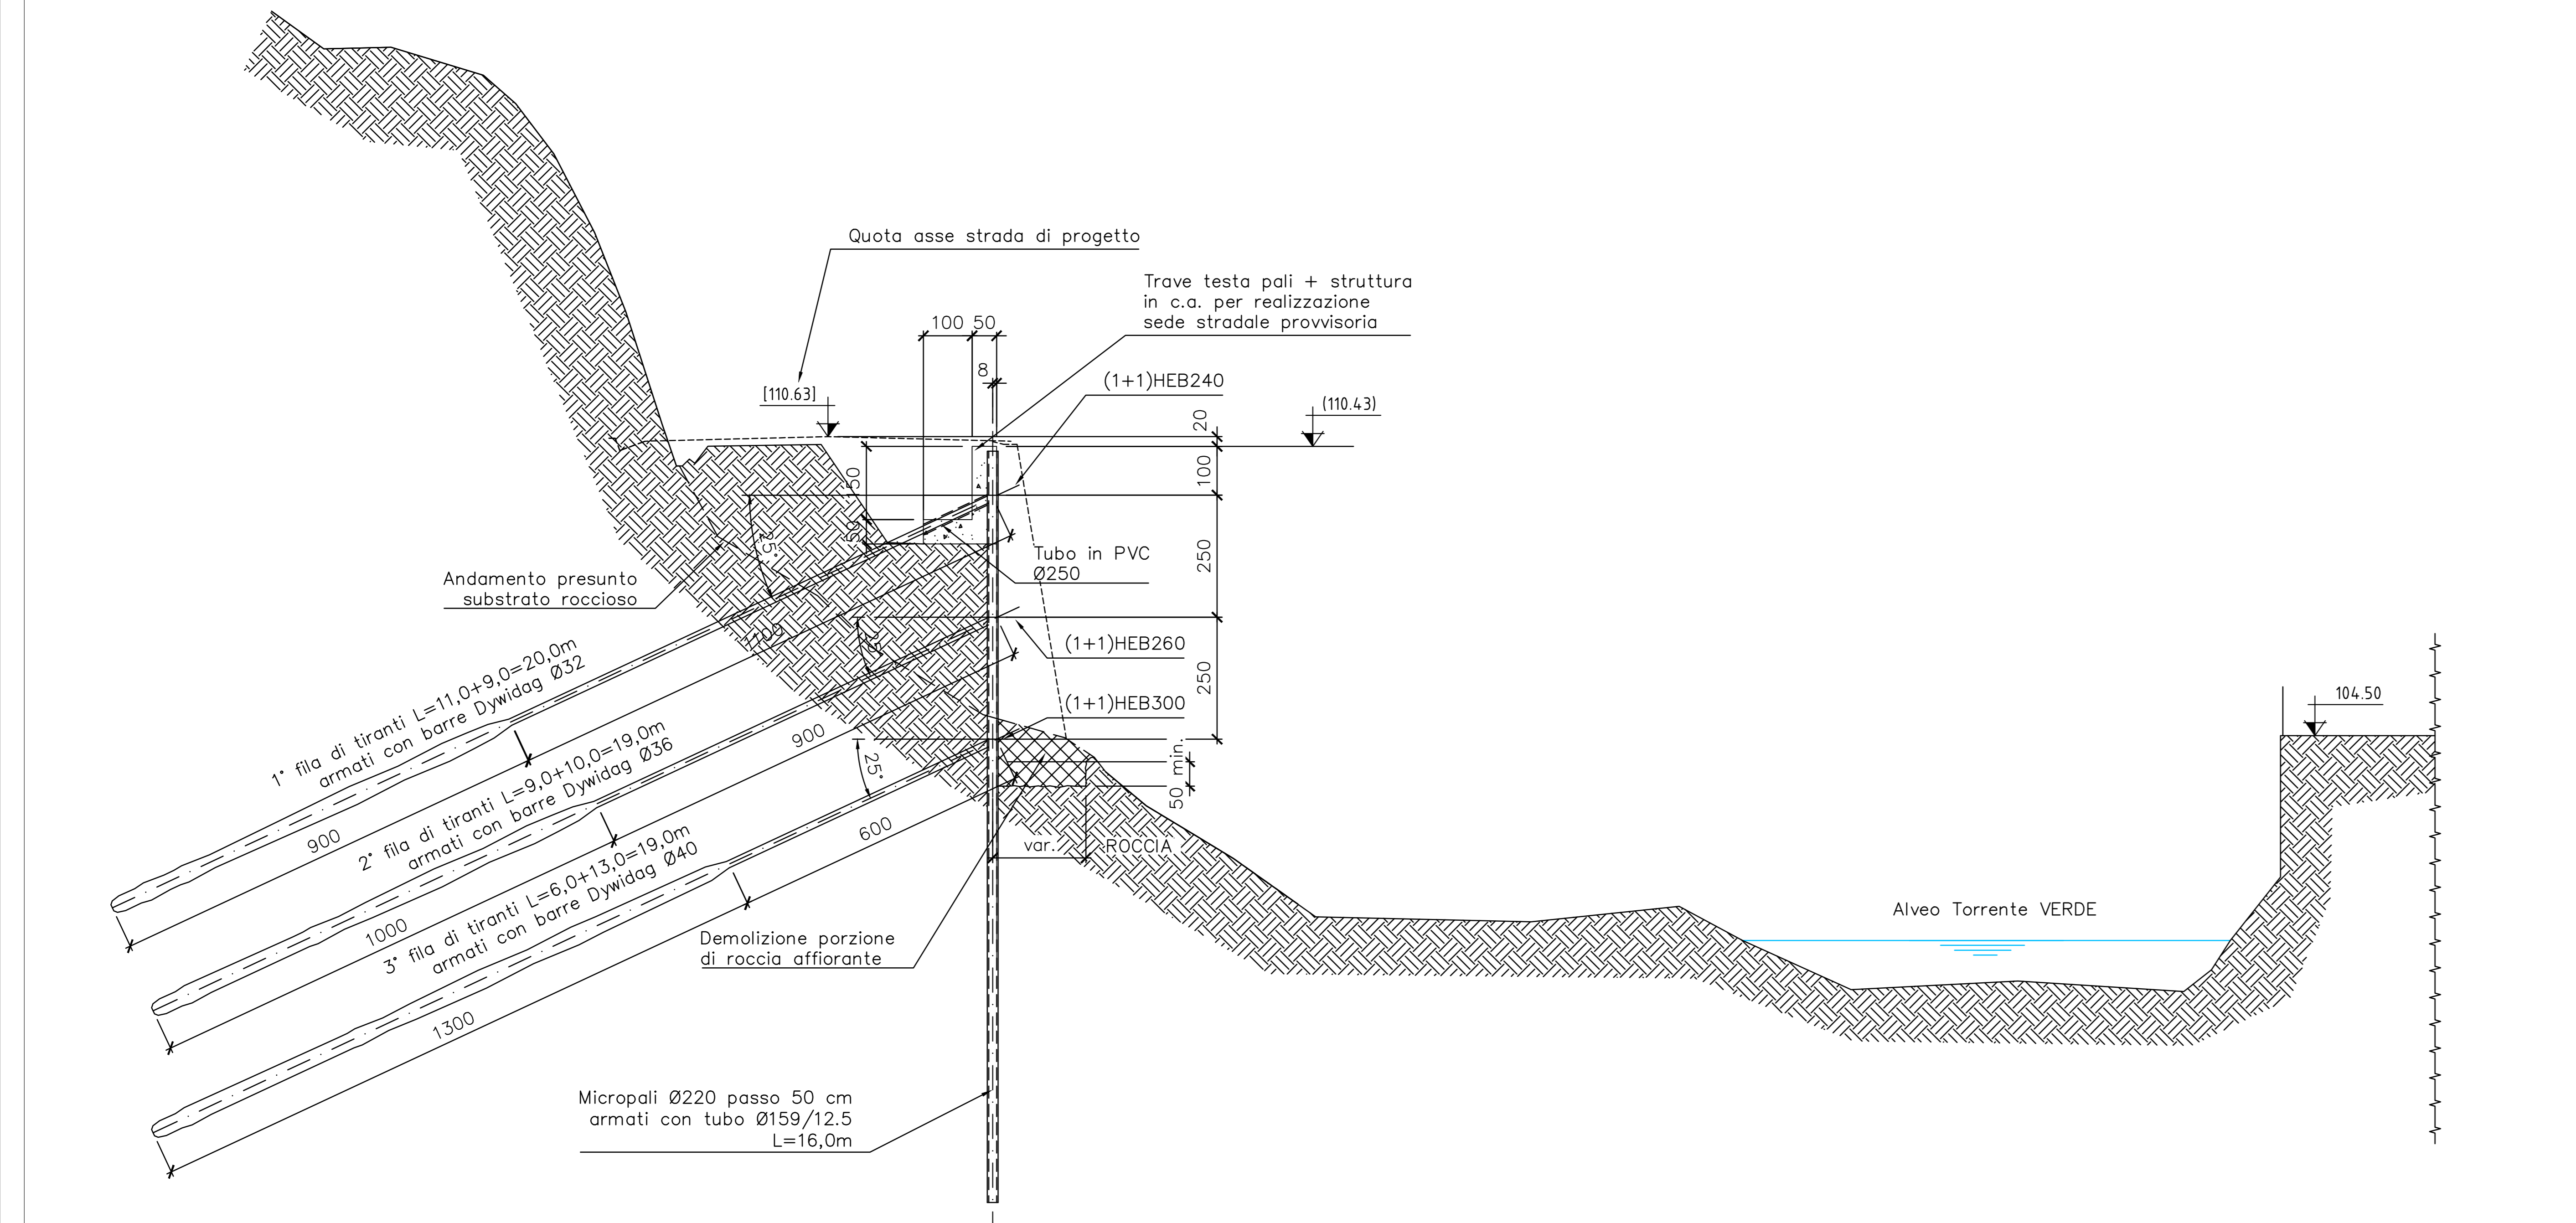 Quota asse strada di progetto
Trave testa pali + struttura
in c.a. per realizzazione
sede stradale provvisoria
100 50
8
(1+1)HEB240
[110.63]
(110.43)
20
100
150
50
25°
250
Tubo in PVC
Ø250
Andamento presunto
substrato roccioso
1100
25°
(1+1)HEB260
250
(1+1)HEB300
104.50
1° fila di tiranti L=11,0+9,0=20,0m
armati con barre Dywidag Ø32
900
25°
50 min.
2° fila di tiranti L=9,0+10,0=19,0m
armati con barre Dywidag Ø36
900
600
var.
ROCCIA
3° fila di tiranti L=6,0+13,0=19,0m
armati con barre Dywidag Ø40
1000
Alveo Torrente VERDE
Demolizione porzione
di roccia affiorante
1300
Micropali Ø220 passo 50 cm
armati con tubo Ø159/12.5
L=16,0m